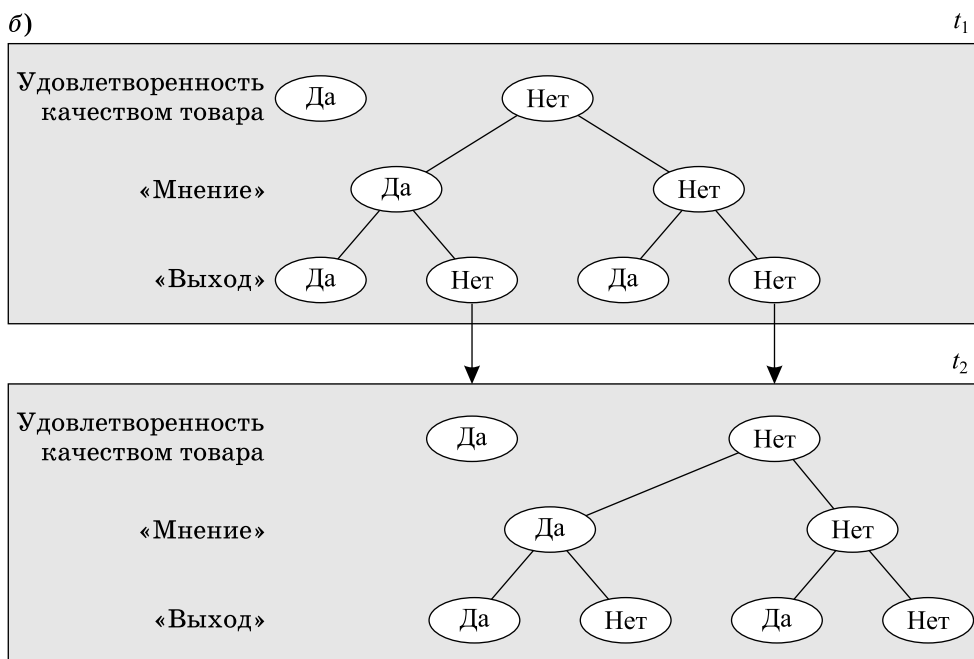 б) t1
Удовлетворенность
качеством товара
Да Нет
«Мнение» Да Нет
«Выход» Да Нет Да Нет
t2
Удовлетворенность
качеством товара
Да Нет
«Мнение» Да Нет
«Выход» Да Нет Да Нет